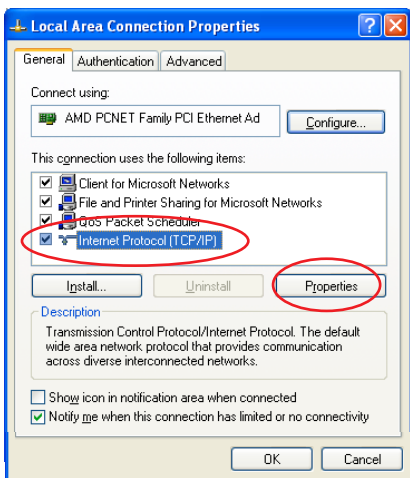 Local Area Connection Properties
General Authentication Advanced
Connect using:
AMD PCNET Family PCI Ethernet Ad
Configure...
This connection uses the following items:
Client for Microsoft Networks
File and Printer Sharing for Microsoft Networks
QoS Packet Scheduler
Internet Protocol (TCP/IP)
Install... Uninstall Properties
Description
Transmission Control Protocol/Internet Protocol. The default
wide area network protocol that provides communication
across diverse interconnected networks.
Show icon in notification area when connected
Notify me when this connection has limited or no connectivity
OK Cancel